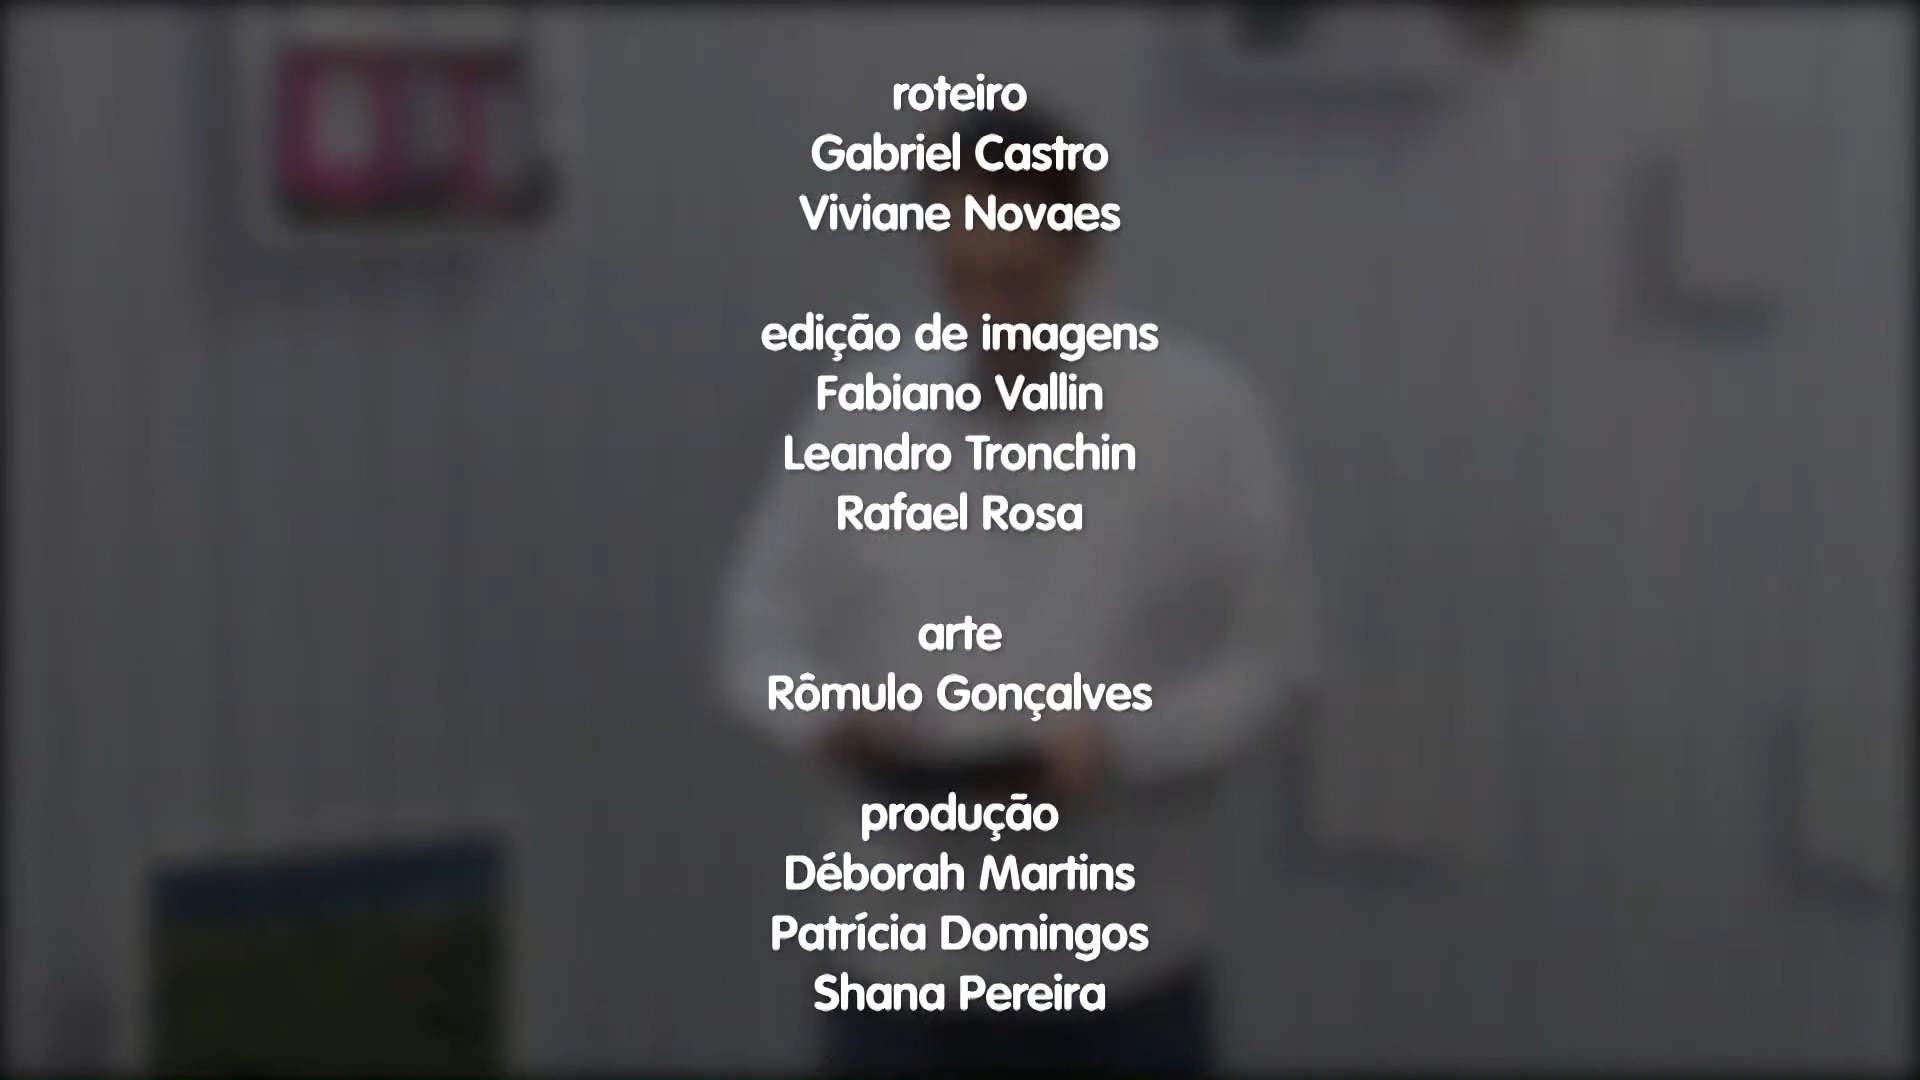 roteiro
Gabriel Castro
Viviane Novaes
edição de imagens
Fabiano Vallin
Leandro Tronchin
Rafael Rosa
arte
Rômulo Gonçalves
produção
Déborah Martins
Patrícia Domingos
Shana Pereira